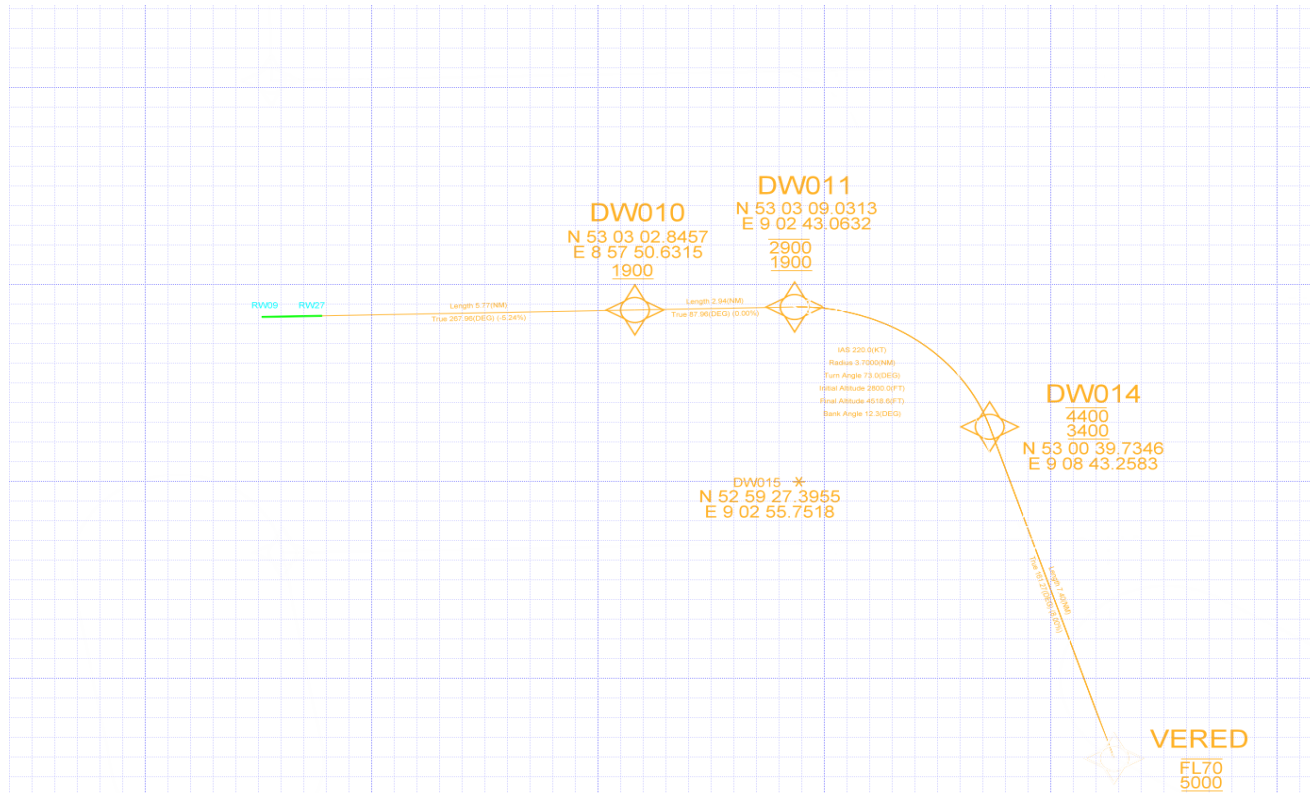 DW011
N 53 03 09.0313
E 9 02 43.0632
2900
1900
DW010
N 53 03 02.8457
E 8 57 50.6315
1900
RW09 RW27
Length 5.77(NM)
True 267.98(DEG) (-5.24%)
Length 2.94(NM)
True 87.96(DEG) (0.00%)
IAS 220.0(KT)
Radius 3.7000(NM)
Turn Angle 73.0(DEG)
Initial Altitude 2800.0(FT)
Final Altitude 4518.6(FT)
Bank Angle 12.3(DEG)
DW014
4400
3400
N 53 00 39.7346
E 9 08 43.2583
DW015
N 52 59 27.3955
E 9 02 55.7518
VERED
FL70
5000